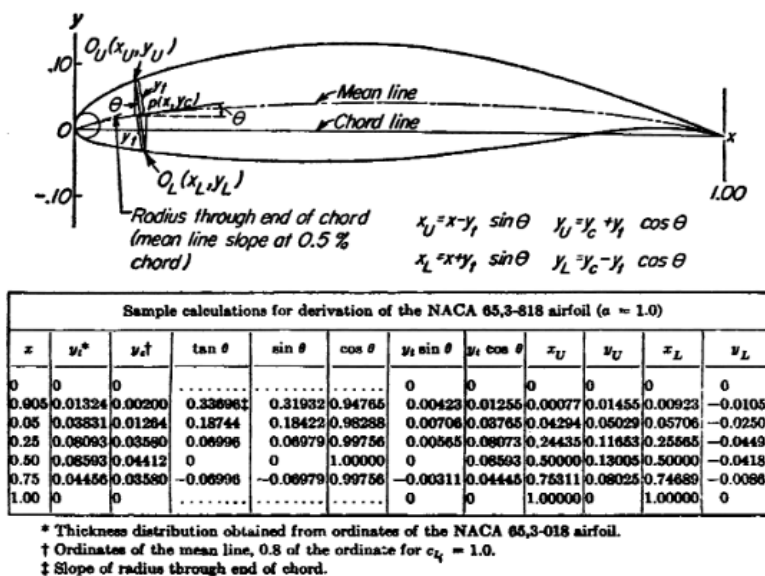 y
O_U(x_U, y_U)
.10
θ
y_t
p(x, y_c)
Mean line
θ
0
Chord line
x
y_t
O_L(x_L, y_L)
-.10
1.00
Radius through end of chord
(mean line slope at 0.5 %
chord)
x_U=x-y_t sin θ y_U=y_c+y_t cos θ
x_L=x+y_t sin θ y_L=y_c-y_t cos θ
Sample calculations for derivation of the NACA 65,3-818 airfoil (a = 1.0)
x y_t* y_c† tan θ sin θ cos θ y_t sin θ y_t cos θ x_U y_U x_L y_L
0 0 0 ........ ........ ........ 0 0 0 0 0 0
0.005 0.01324 0.00200 0.33696‡ 0.31932 0.94765 0.00423 0.01255 0.00077 0.01455 0.00923 −0.0105
0.05 0.03831 0.01264 0.18744 0.18422 0.98288 0.00706 0.03765 0.04294 0.05029 0.05706 −0.0250
0.25 0.08093 0.03580 0.06996 0.06979 0.99756 0.00565 0.08073 0.24435 0.11653 0.25565 −0.0449
0.50 0.08593 0.04412 0 0 1.00000 0 0.08593 0.50000 0.13005 0.50000 −0.0418
0.75 0.04456 0.03580 −0.06996 −0.06979 0.99756 −0.00311 0.04445 0.75311 0.08025 0.74689 −0.0086
1.00 0 0 ........ ........ ........ 0 0 1.00000 0 1.00000 0
* Thickness distribution obtained from ordinates of the NACA 65,3-018 airfoil.
† Ordinates of the mean line, 0.8 of the ordinate for c_li = 1.0.
‡ Slope of radius through end of chord.